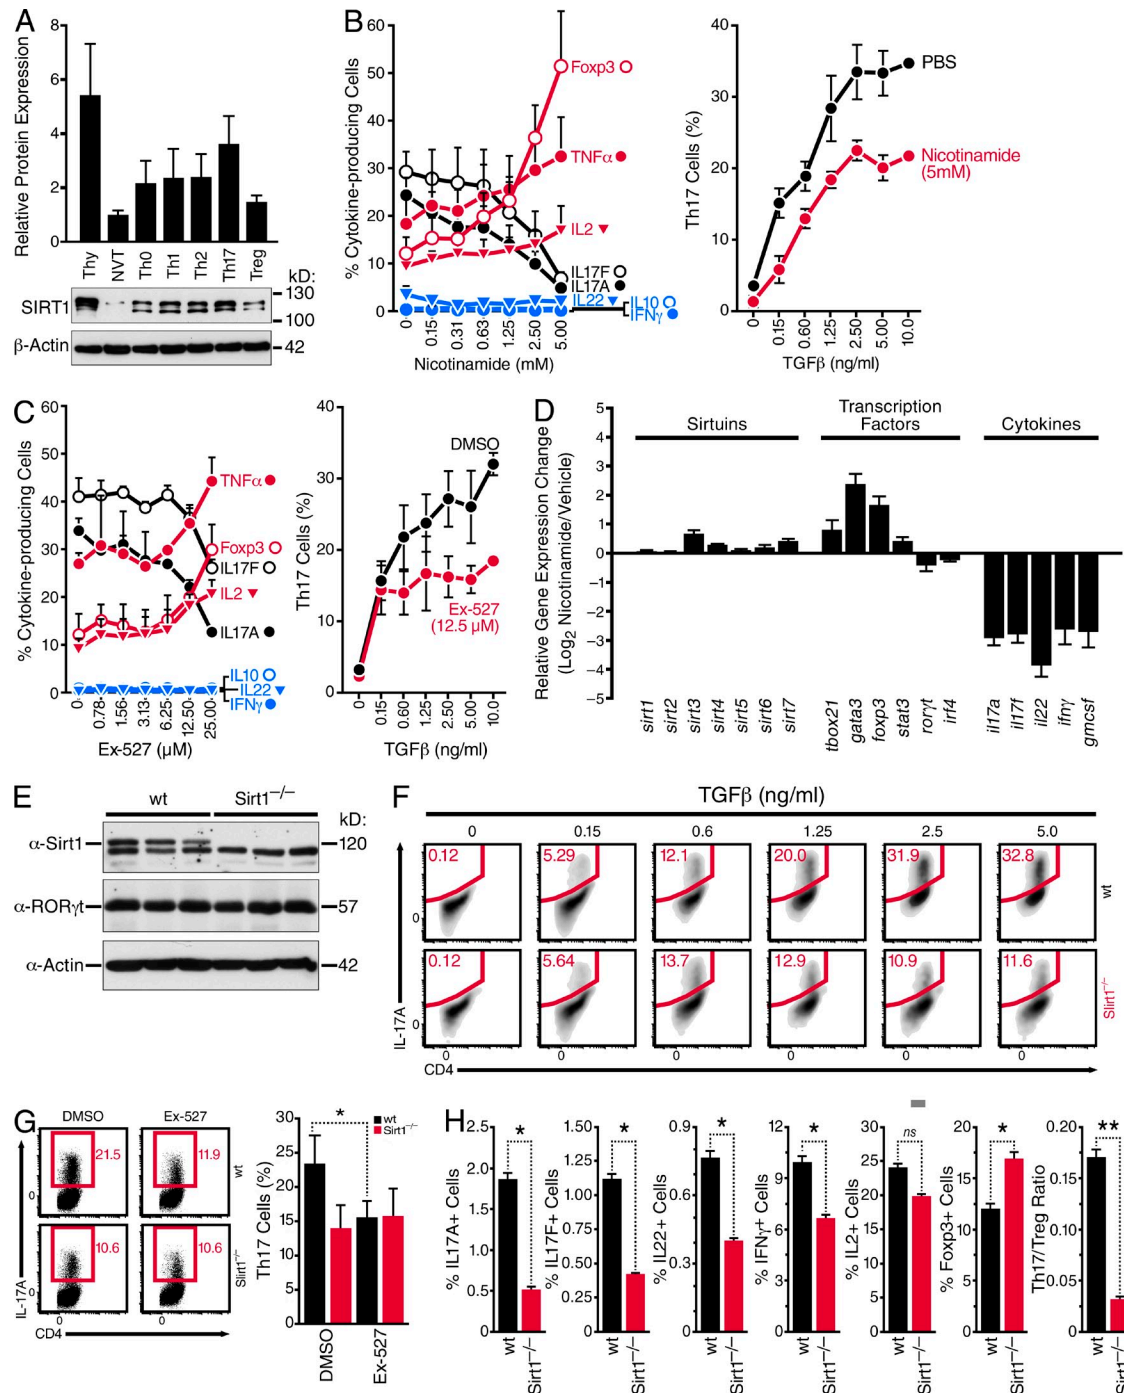 A
Relative Protein Expression
8
6
4
2
0
Thy
NVT
Th0
Th1
Th2
Th17
Treg
kD:
SIRT1
130
100
β-Actin
42
B
% Cytokine-producing Cells
60
50
40
30
20
10
0
Foxp3
TNFα
IL2
IL17F
IL17A
IL22
IL10
IFNγ
0
0.15
0.31
0.63
1.25
2.50
5.00
Nicotinamide (mM)
Th17 Cells (%)
40
30
20
10
0
PBS
Nicotinamide
(5mM)
0
0.15
0.60
1.25
2.50
5.00
10.0
TGFβ (ng/ml)
C
% Cytokine-producing Cells
60
50
40
30
20
10
0
TNFα
Foxp3
IL17F
IL2
IL17A
IL10
IL22
IFNγ
0
0.78
1.56
3.13
6.25
12.50
25.00
Ex-527 (µM)
Th17 Cells (%)
40
30
20
10
0
DMSO
Ex-527
(12.5 µM)
0
0.15
0.60
1.25
2.50
5.00
10.0
TGFβ (ng/ml)
D
Relative Gene Expression Change
(Log2 Nicotinamide/Vehicle)
5
4
3
2
1
0
−1
−2
−3
−4
−5
Sirtuins
Transcription
Factors
Cytokines
sirt1
sirt2
sirt3
sirt4
sirt5
sirt6
sirt7
tbox21
gata3
foxp3
stat3
rorγt
irf4
il17a
il17f
il22
ifnγ
gmcsf
E
wt
Sirt1−/−
kD:
α-Sirt1
120
α-RORγt
57
α-Actin
42
F
TGFβ (ng/ml)
0
0.15
0.6
1.25
2.5
5.0
0.12
5.29
12.1
20.0
31.9
32.8
wt
0
0.12
5.64
13.7
12.9
10.9
11.6
Slirt1−/−
0
IL-17A
0
0
0
0
0
0
CD4
G
DMSO
Ex-527
21.5
11.9
wt
0
10.6
10.6
Slirt1−/−
0
IL-17A
0
0
CD4
Th17 Cells (%)
30
25
20
15
10
5
0
*
wt
Sirt1−/−
DMSO
Ex-527
H
% IL17A+ Cells
2.5
2.0
1.5
1.0
0.5
0
*
wt
Sirt1−/−
% IL17F+ Cells
1.50
1.25
1.00
0.75
0.50
0.25
0
*
wt
Sirt1−/−
% IL22+ Cells
0.9
0.6
0.3
0
*
wt
Sirt1−/−
% IFNγ+ Cells
12
9
6
3
0
*
wt
Sirt1−/−
% IL2+ Cells
30
25
20
15
10
5
0
ns
wt
Sirt1−/−
% Foxp3+ Cells
20
15
10
5
0
*
wt
Sirt1−/−
Th17/Treg Ratio
0.20
0.15
0.10
0.05
0
**
wt
Sirt1−/−